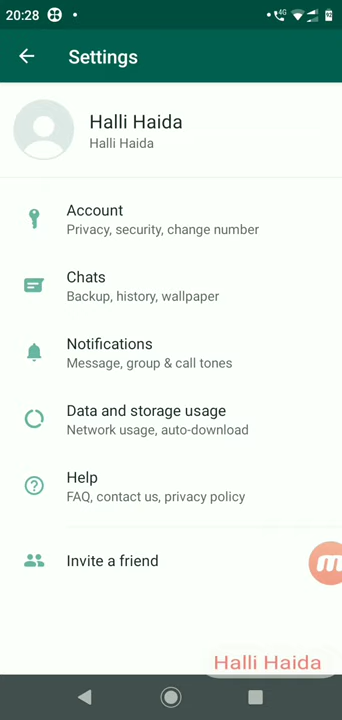 20:28
4G
Settings
Halli Haida
Halli Haida
Account
Privacy, security, change number
Chats
Backup, history, wallpaper
Notifications
Message, group & call tones
Data and storage usage
Network usage, auto-download
Help
FAQ, contact us, privacy policy
Invite a friend
Halli Haida